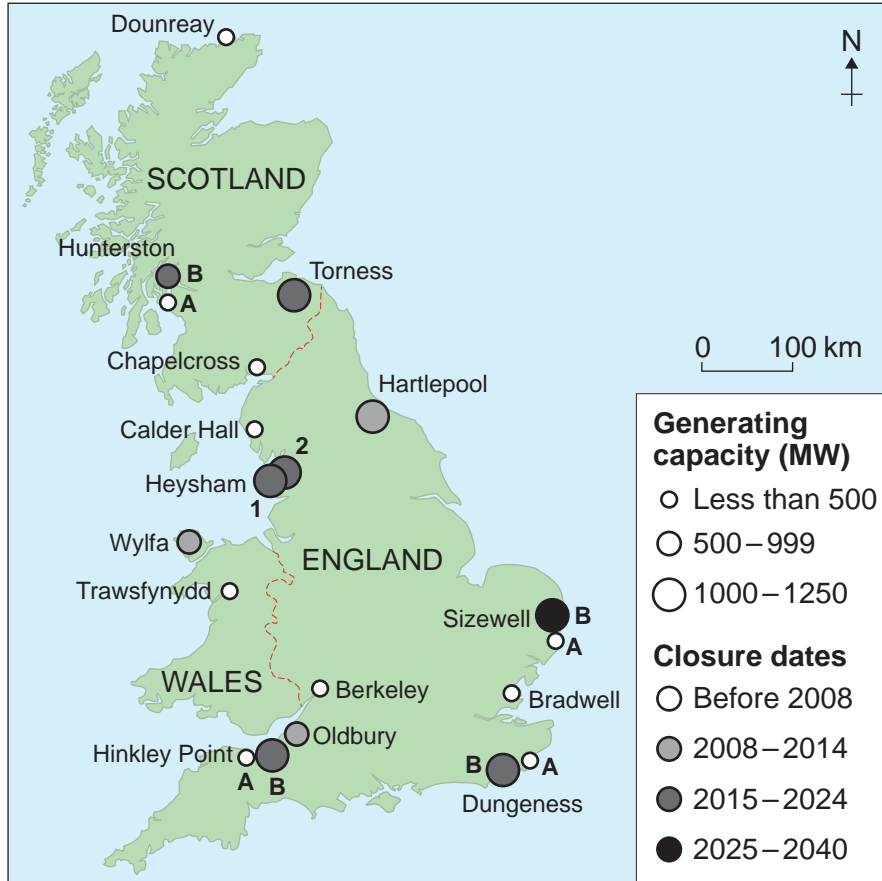 Dounreay
N
SCOTLAND
Hunterston
B
A
Torness
Chapelcross
0 100 km
Hartlepool
Calder Hall
2
Heysham
1
Wylfa
ENGLAND
Trawsfynydd
Sizewell
B
A
WALES
Berkeley
Bradwell
Oldbury
Hinkley Point
A
B
B
A
Dungeness
Generating
capacity (MW)
Less than 500
500–999
1000–1250
Closure dates
Before 2008
2008–2014
2015–2024
2025–2040